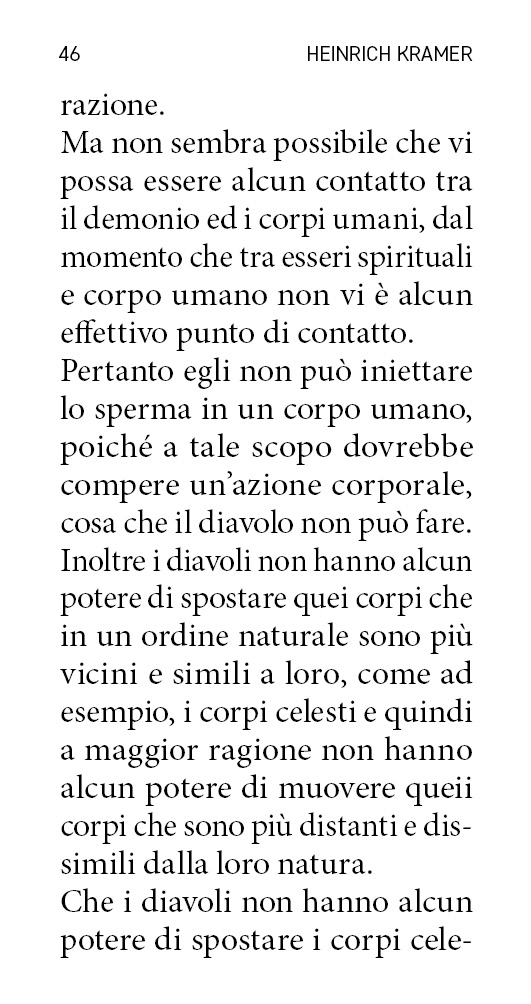 46 HEINRICH KRAMER
razione.
Ma non sembra possibile che vi
possa essere alcun contatto tra
il demonio ed i corpi umani, dal
momento che tra esseri spirituali
e corpo umano non vi è alcun
effettivo punto di contatto.
Pertanto egli non può iniettare
lo sperma in un corpo umano,
poiché a tale scopo dovrebbe
compere un’azione corporale,
cosa che il diavolo non può fare.
Inoltre i diavoli non hanno alcun
potere di spostare quei corpi che
in un ordine naturale sono più
vicini e simili a loro, come ad
esempio, i corpi celesti e quindi
a maggior ragione non hanno
alcun potere di muovere queii
corpi che sono più distanti e dis-
simili dalla loro natura.
Che i diavoli non hanno alcun
potere di spostare i corpi cele-